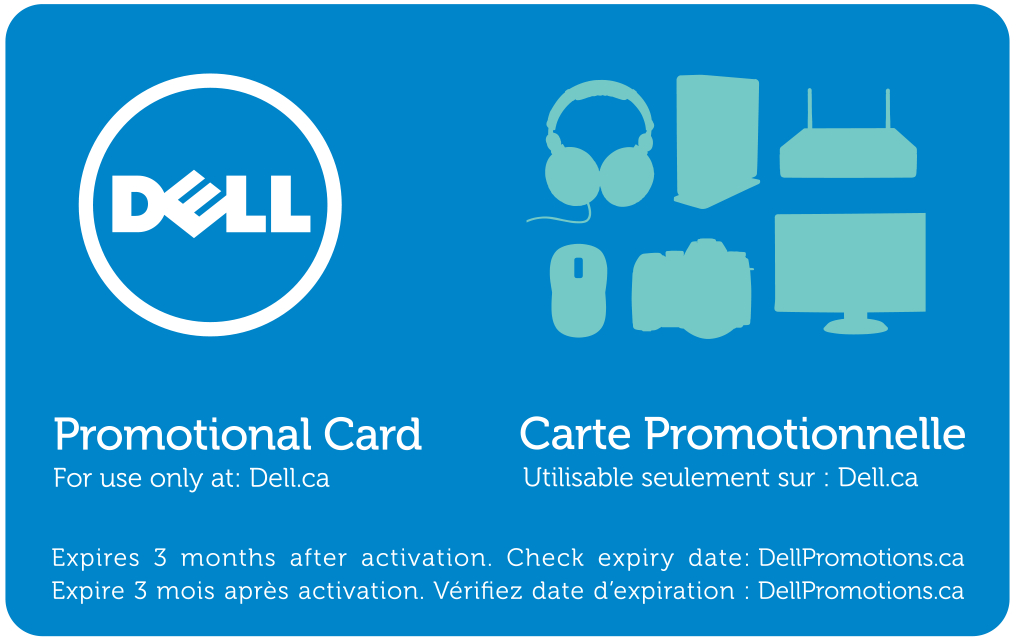 DELL
Promotional Card
For use only at: Dell.ca
Carte Promotionnelle
Utilisable seulement sur : Dell.ca
Expires 3 months after activation. Check expiry date: DellPromotions.ca
Expire 3 mois après activation. Vérifiez date d'expiration : DellPromotions.ca